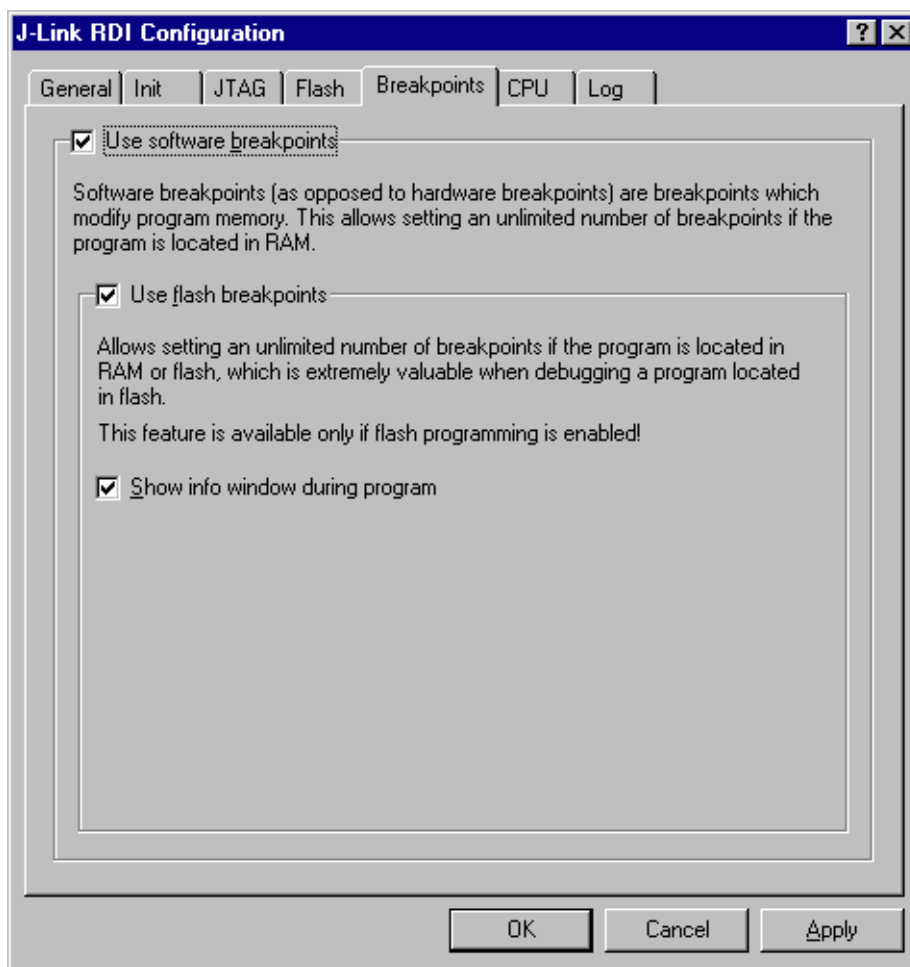 J-Link RDI Configuration
General Init JTAG Flash Breakpoints CPU Log
Use software breakpoints
Software breakpoints (as opposed to hardware breakpoints) are breakpoints which
modify program memory. This allows setting an unlimited number of breakpoints if the
program is located in RAM.
Use flash breakpoints
Allows setting an unlimited number of breakpoints if the program is located in
RAM or flash, which is extremely valuable when debugging a program located
in flash.
This feature is available only if flash programming is enabled!
Show info window during program
OK Cancel Apply